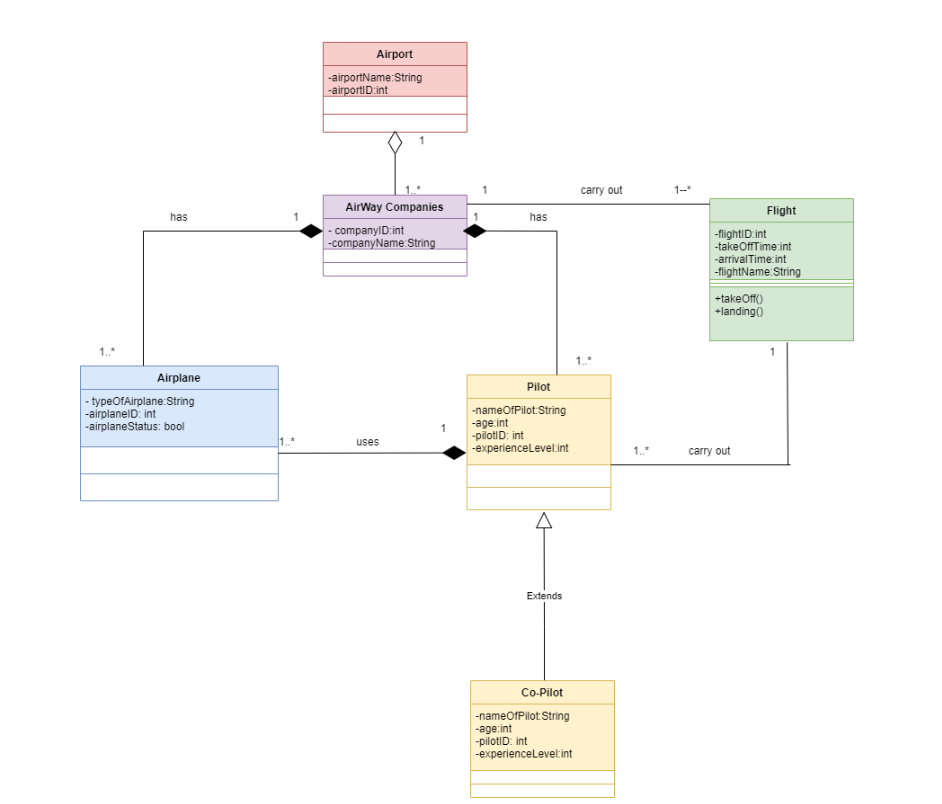 Airport
-airportName:String
-airportID:int
1
1..*
AirWay Companies
- companyID:int
-companyName:String
1
carry out
1--*
Flight
-flightID:int
-takeOffTime:int
-arrivalTime:int
-flightName:String
+takeOff()
+landing()
has
1
1
has
1..*
1..*
1
Airplane
- typeOfAirplane:String
-airplaneID: int
-airplaneStatus: bool
Pilot
-nameOfPilot:String
-age:int
-pilotID: int
-experienceLevel:int
1..*
uses
1
1..*
carry out
Extends
Co-Pilot
-nameOfPilot:String
-age:int
-pilotID: int
-experienceLevel:int